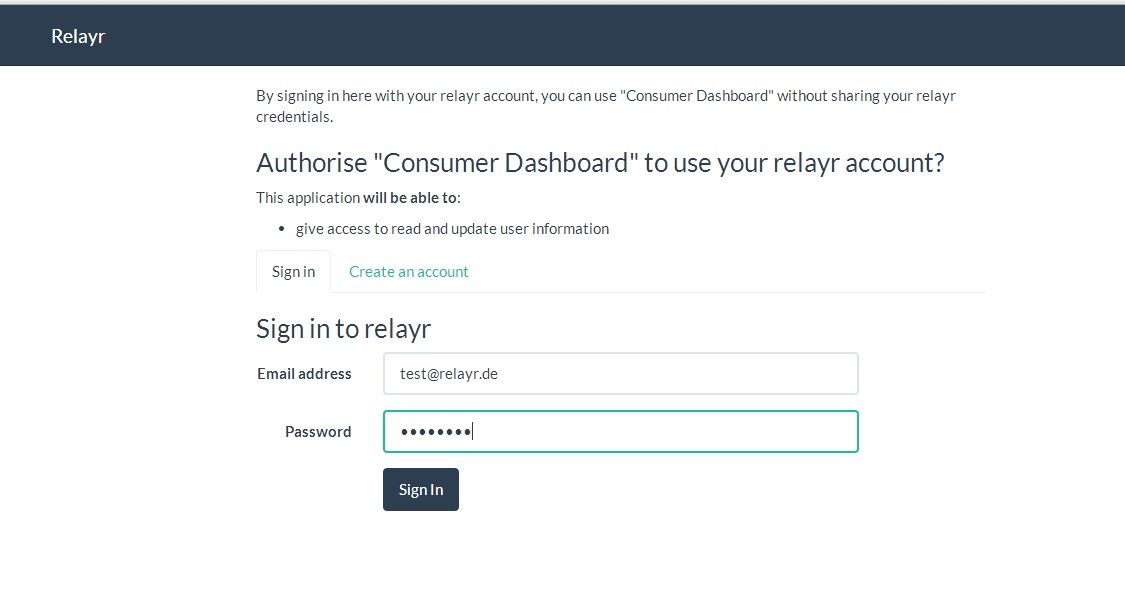 Relayr
By signing in here with your relayr account, you can use "Consumer Dashboard" without sharing your relayr
credentials.
Authorise "Consumer Dashboard" to use your relayr account?
This application will be able to:
• give access to read and update user information
Sign in Create an account
Sign in to relayr
Email address test@relayr.de
Password ••••••••
Sign In